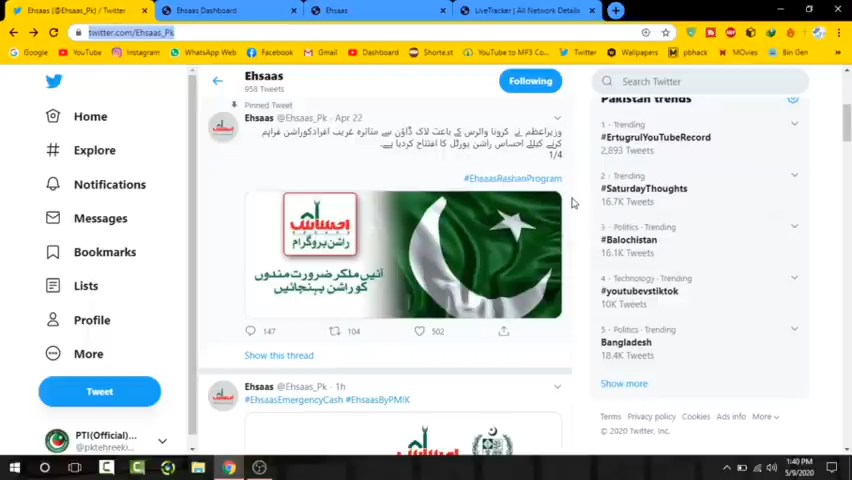 Ehsaas (@Ehsaas_Pk) / Twitter
Ehsaas Dashboard
Ehsaas
LiveTracker | All Network Details
twitter.com/Ehsaas_Pk
Google
YouTube
Instagram
WhatsApp Web
Facebook
Gmail
Dashboard
Shorte.st
YouTube to MP3 Co...
Twitter
Wallpapers
pbhack
MOvies
Bin Gen
Home
Explore
Notifications
Messages
Bookmarks
Lists
Profile
More
Tweet
PTI(Official)...
@pktehreek...
Ehsaas
958 Tweets
Following
Pinned Tweet
Ehsaas @Ehsaas_Pk · Apr 22
وزیراعظم نے کرونا وائرس کے باعث لاک ڈاؤن سے متاثرہ غریب افرادکوراشن فراہم
کرنے کیلئے احساس راشن پورٹل کا افتتاح کردیا ہے۔
1/4
#EhsaasRashanProgram
احساس
راشن پروگرام
آئیں ملکر ضرورت مندوں
کو راشن پہنچائیں
147
104
502
Show this thread
Ehsaas @Ehsaas_Pk · 1h
#EhsaasEmergencyCash #EhsaasByPMIK
Search Twitter
Pakistan trends
1 · Trending
#ErtugrulYouTubeRecord
2,893 Tweets
2 · Trending
#SaturdayThoughts
16.7K Tweets
3 · Politics · Trending
#Balochistan
16.1K Tweets
4 · Technology · Trending
#youtubevstiktok
10K Tweets
5 · Politics · Trending
Bangladesh
18.4K Tweets
Show more
Terms Privacy policy Cookies Ads info More
© 2020 Twitter, Inc.
1:40 PM
5/9/2020